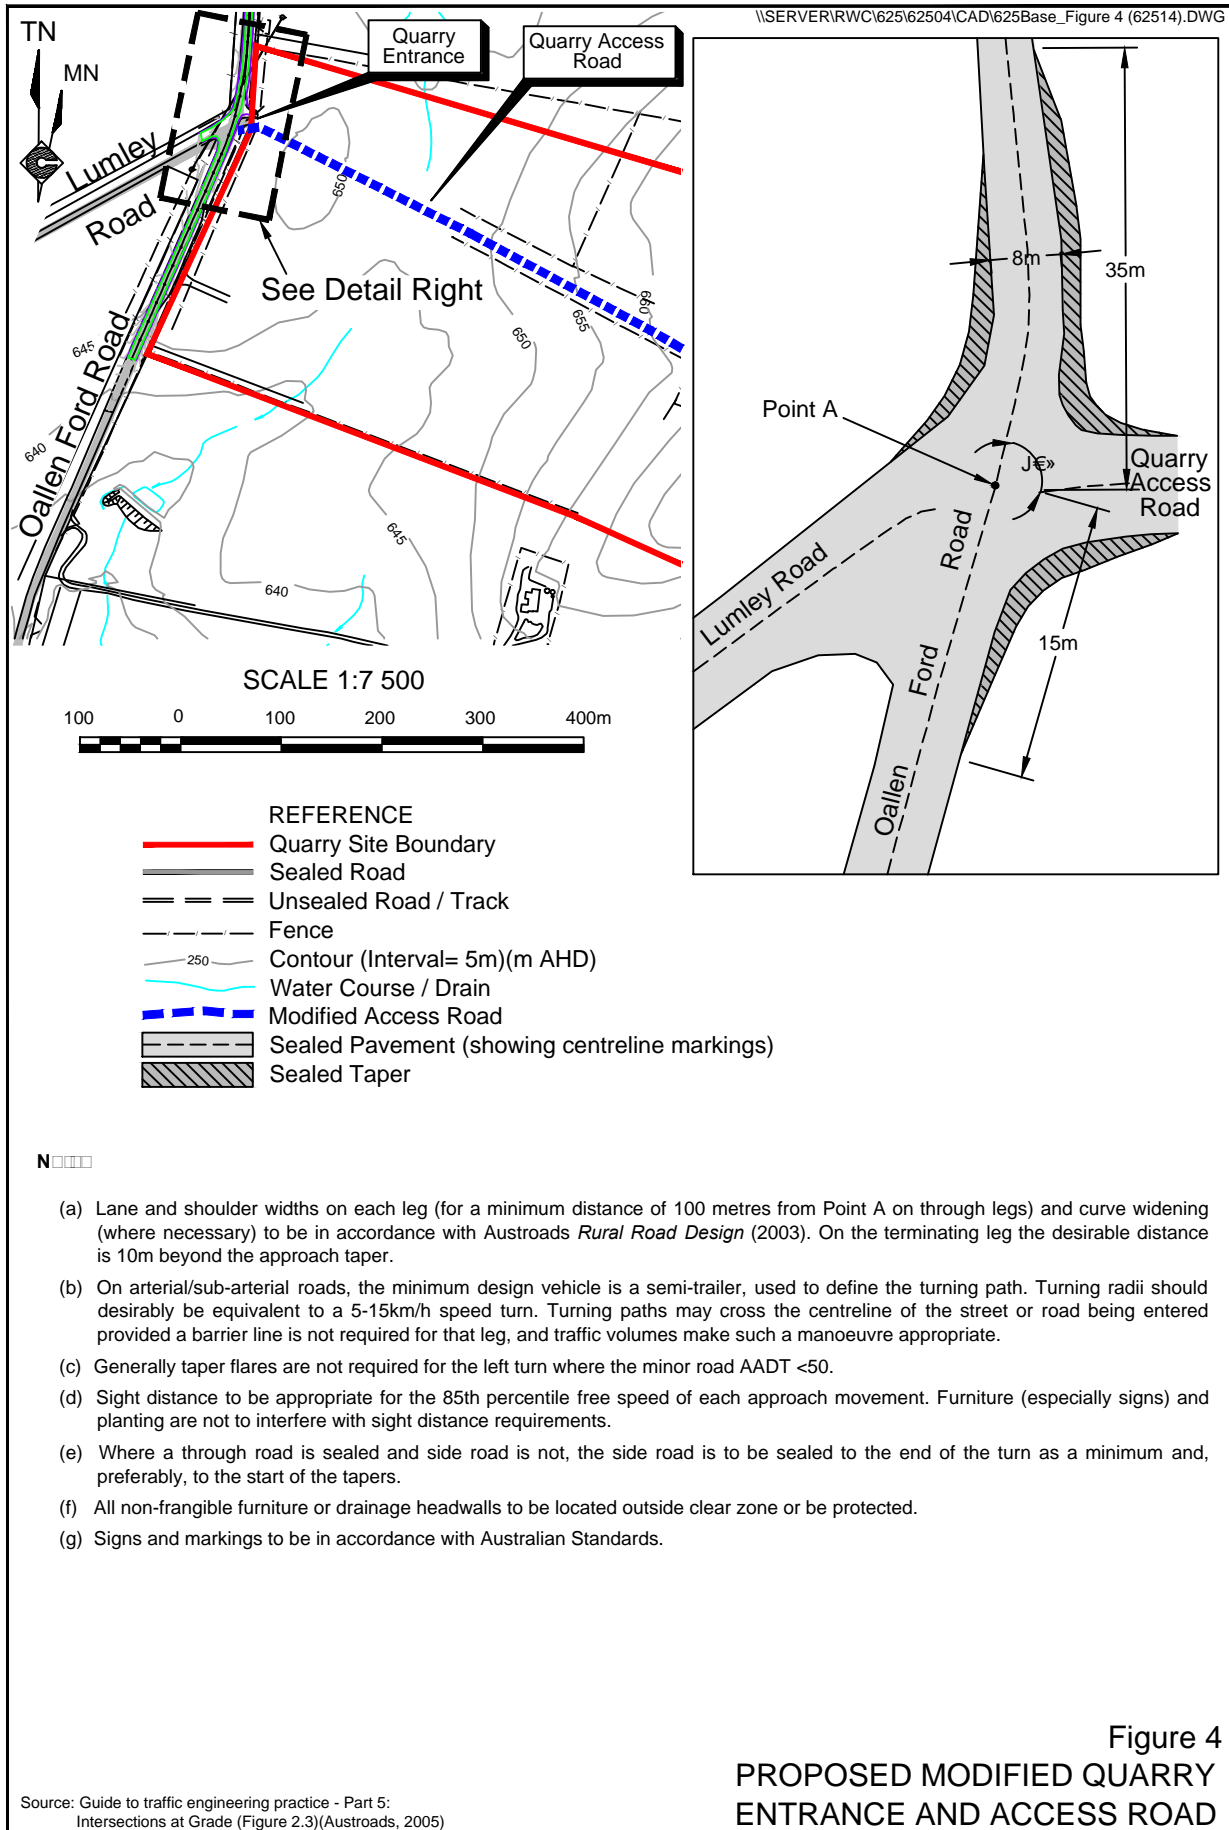 \\SERVER\RWC\625\62504\CAD\625Base_Figure 4 (62514).DWG
TN
MN
Quarry
Entrance
Quarry Access
Road
Lumley
Road
650
See Detail Right
660
655
650
645
Oallen Ford Road
640
645
640
8m
35m
Point A
Quarry
Access
Road
Lumley Road
Road
Ford
Oallen
15m
SCALE 1:7 500
100 0 100 200 300 400m
REFERENCE
Quarry Site Boundary
Sealed Road
Unsealed Road / Track
Fence
250 Contour (Interval= 5m)(m AHD)
Water Course / Drain
Modified Access Road
Sealed Pavement (showing centreline markings)
Sealed Taper
(a) Lane and shoulder widths on each leg (for a minimum distance of 100 metres from Point A on through legs) and curve widening
(where necessary) to be in accordance with Austroads Rural Road Design (2003). On the terminating leg the desirable distance
is 10m beyond the approach taper.
(b) On arterial/sub-arterial roads, the minimum design vehicle is a semi-trailer, used to define the turning path. Turning radii should
desirably be equivalent to a 5-15km/h speed turn. Turning paths may cross the centreline of the street or road being entered
provided a barrier line is not required for that leg, and traffic volumes make such a manoeuvre appropriate.
(c) Generally taper flares are not required for the left turn where the minor road AADT <50.
(d) Sight distance to be appropriate for the 85th percentile free speed of each approach movement. Furniture (especially signs) and
planting are not to interfere with sight distance requirements.
(e) Where a through road is sealed and side road is not, the side road is to be sealed to the end of the turn as a minimum and,
preferably, to the start of the tapers.
(f) All non-frangible furniture or drainage headwalls to be located outside clear zone or be protected.
(g) Signs and markings to be in accordance with Australian Standards.
Figure 4
PROPOSED MODIFIED QUARRY
ENTRANCE AND ACCESS ROAD
Source: Guide to traffic engineering practice - Part 5:
Intersections at Grade (Figure 2.3)(Austroads, 2005)